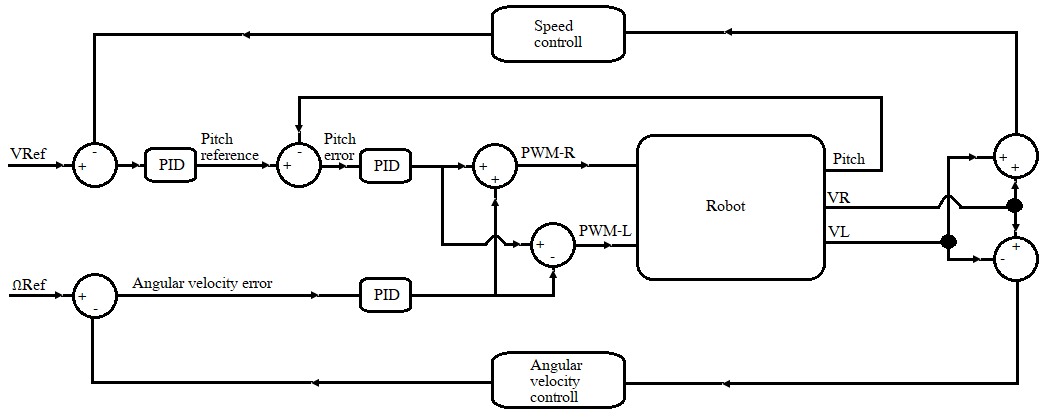 Speed
controll
VRef
+
-
PID
Pitch
reference
-
+
Pitch
error
PID
+
+
PWM-R
+
-
PWM-L
Robot
Pitch
VR
VL
+
+
+
-
ΩRef
+
-
Angular velocity error
PID
Angular
velocity
controll